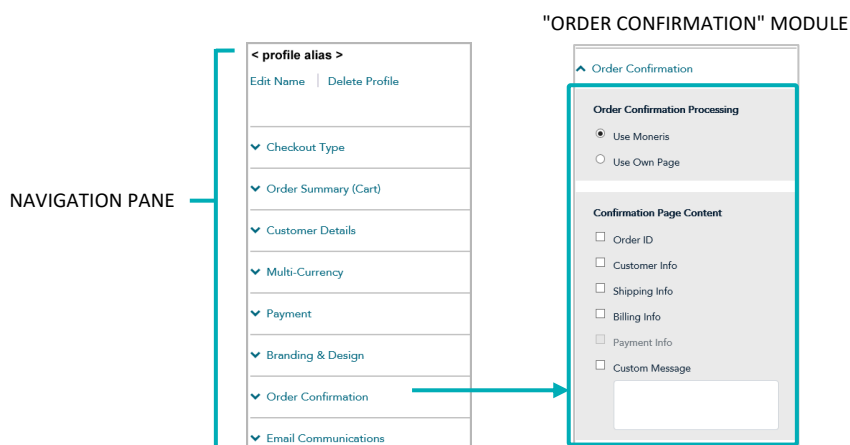 "ORDER CONFIRMATION" MODULE
< profile alias >
Edit Name | Delete Profile
Checkout Type
Order Summary (Cart)
NAVIGATION PANE
Customer Details
Multi-Currency
Payment
Branding & Design
Order Confirmation
Email Communications
Order Confirmation
Order Confirmation Processing
Use Moneris
Use Own Page
Confirmation Page Content
Order ID
Customer Info
Shipping Info
Billing Info
Payment Info
Custom Message